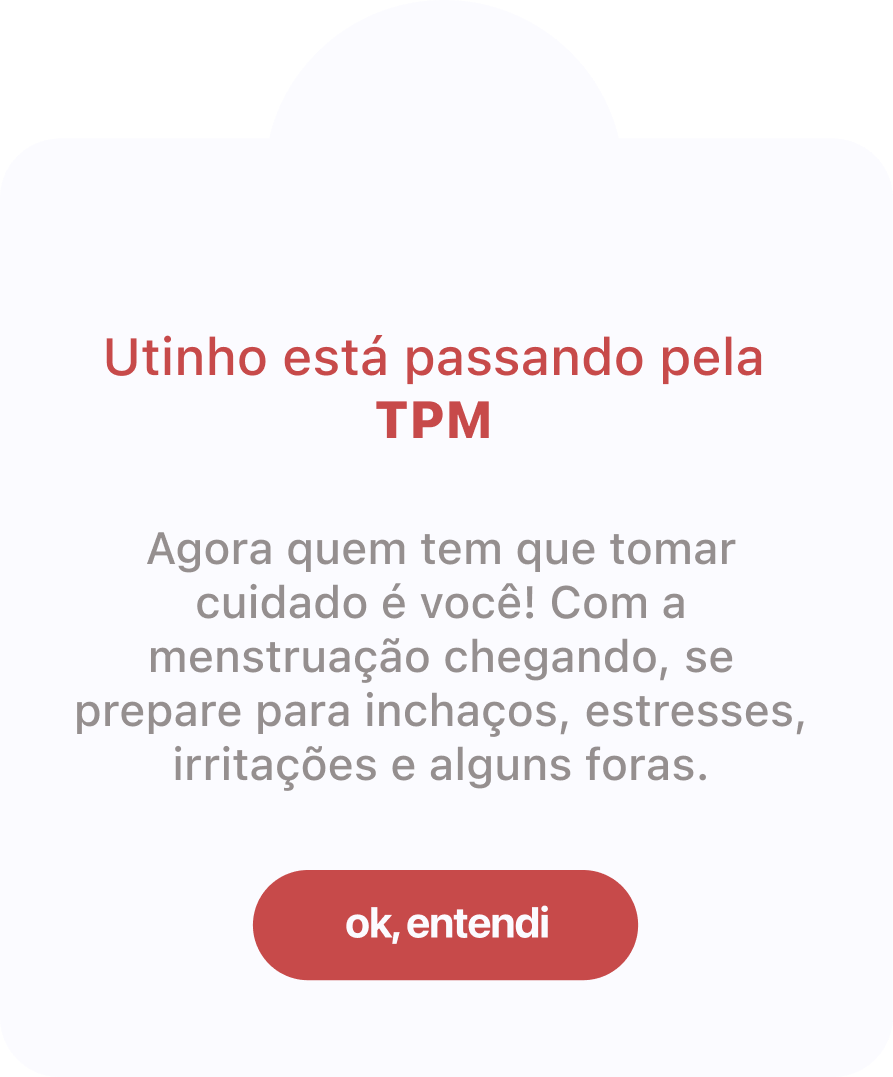 Utinho está passando pela
TPM
Agora quem tem que tomar
cuidado é você! Com a
menstruação chegando, se
prepare para inchaços, estresses,
irritações e alguns foras.
ok, entendi